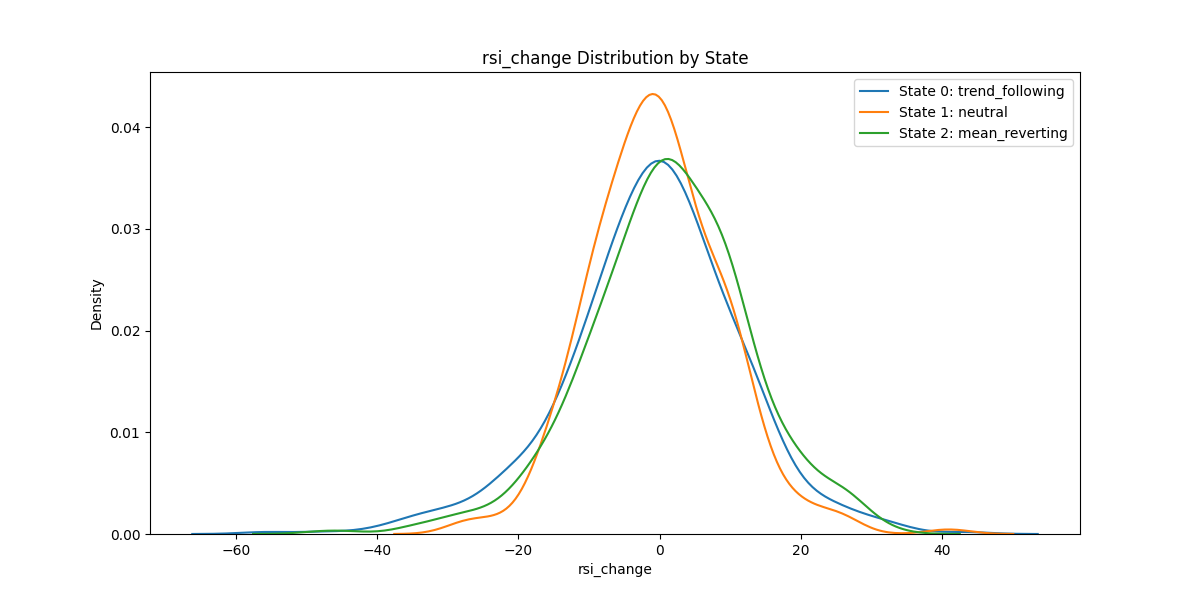 rsi_change Distribution by State
State 0: trend_following
State 1: neutral
State 2: mean_reverting
Density
0.04
0.03
0.02
0.01
0.00
−60
−40
−20
0
20
40
rsi_change